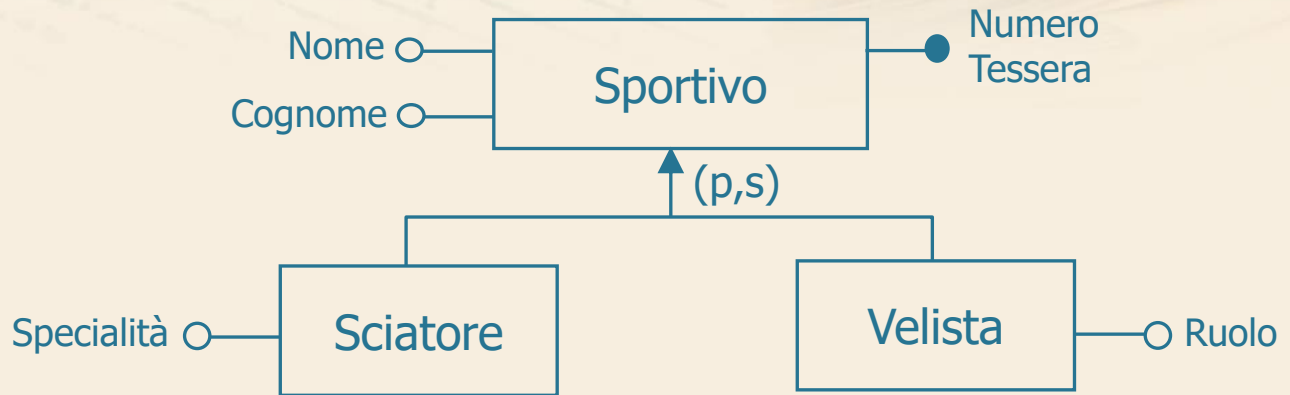 Nome
Cognome
Sportivo
Numero
Tessera
(p,s)
Specialità
Sciatore
Velista
Ruolo